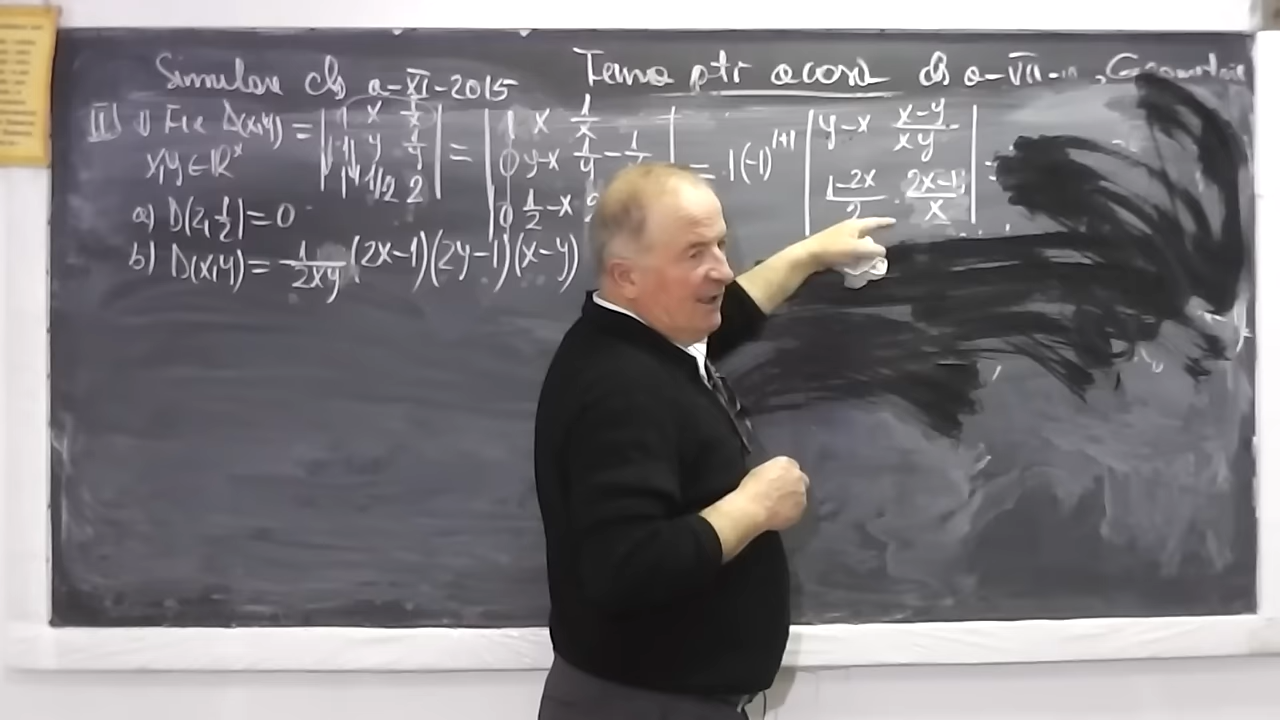 Simulare cls a-XI-2015
Tema ptr acasă cls a-VII-a, Geometrie
II) 1) Fie D(x,y) = |1 x 1/x; 1 y 1/y; 1 1/2 2| = |1 x 1/x; 0 y-x 1/y - 1/x; 0 1/2-x 2| = 1(-1)^{1+1} |y-x (x-y)/xy; (1-2x)/2 (2x-1)/x| =
x,y∈R*
a) D(2,1/2)=0
b) D(x,y) = 1/2xy (2x-1)(2y-1)(x-y)